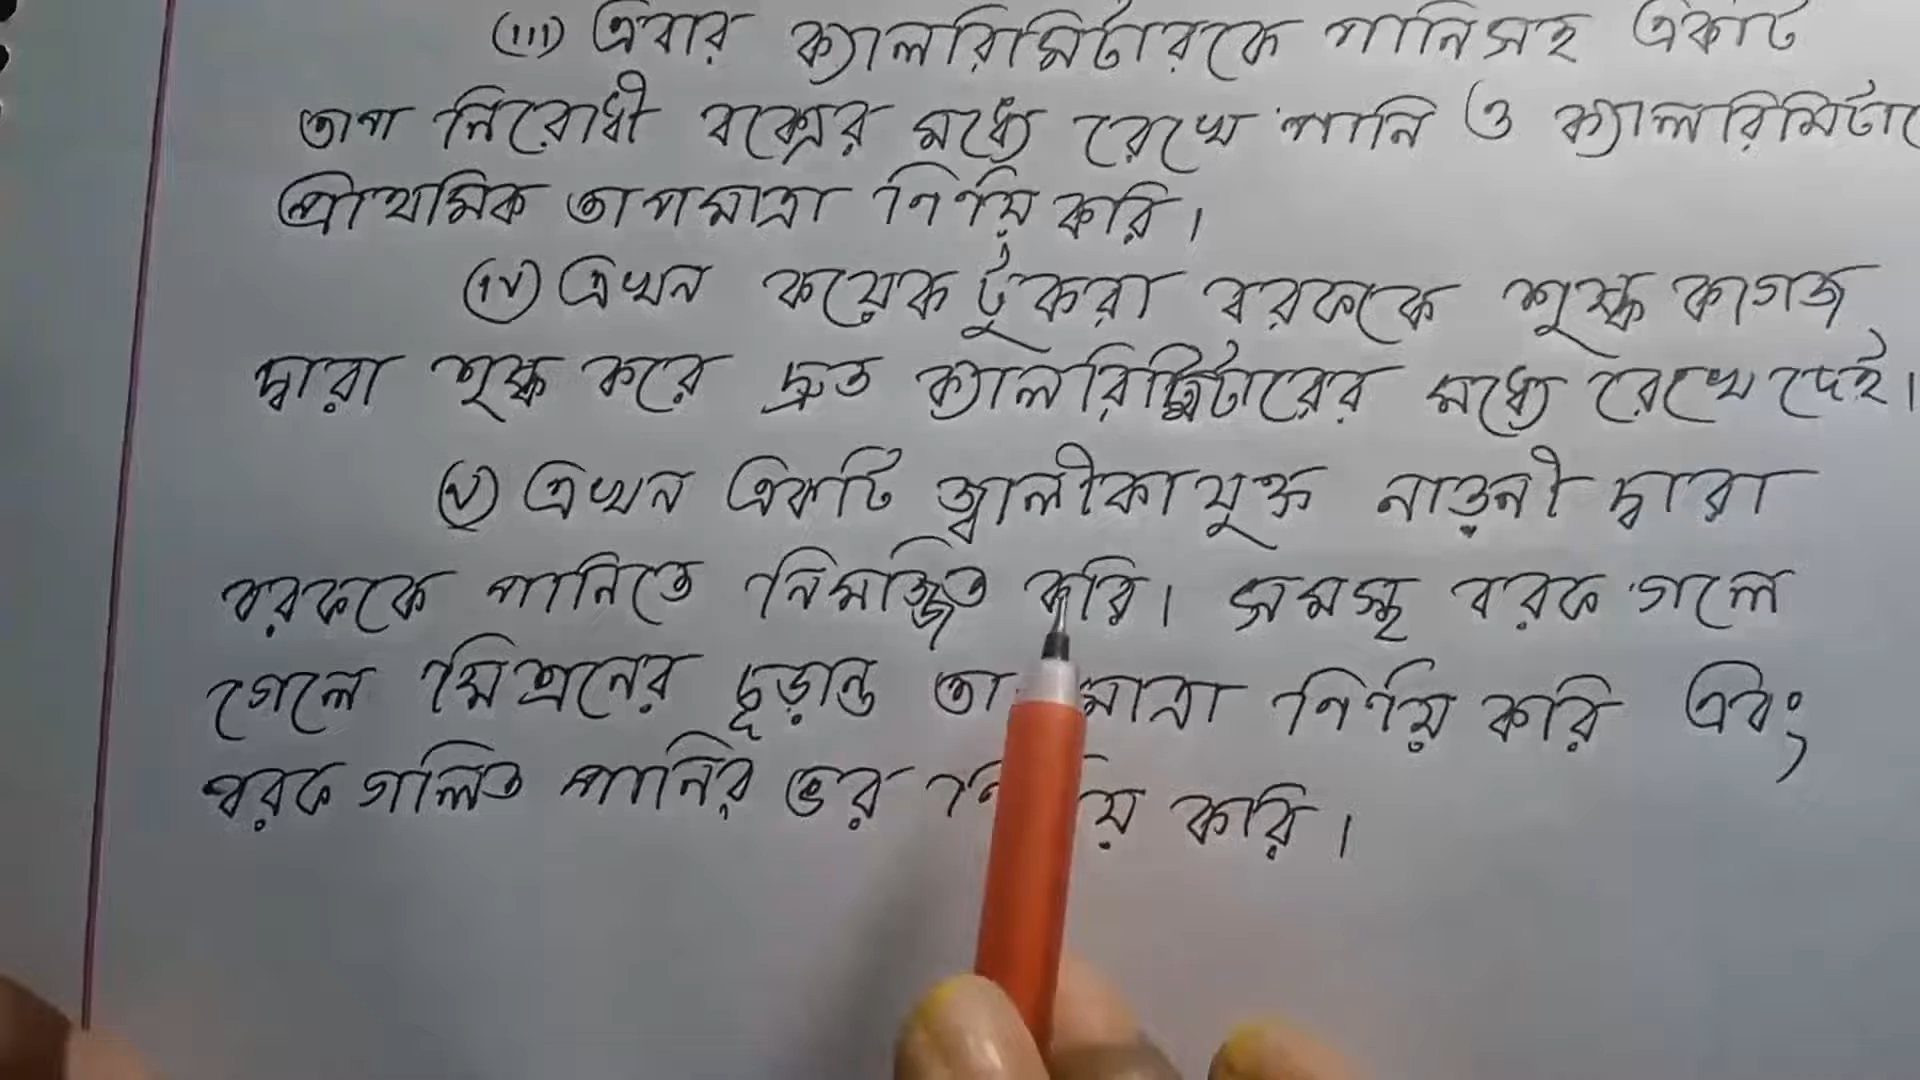 (iii) এবার ক্যালরিমিটারকে পানিসহ একটি
তাপ নিরোধী বক্সের মধ্যে রেখে পানি ও ক্যালরিমিটারে
প্রাথমিক তাপমাত্রা নির্ণয় করি।
(iv) এখন কয়েক টুকরা বরফকে শুষ্ক কাগজ
দ্বারা শুষ্ক করে দ্রুত ক্যালরিমিটারের মধ্যে রেখে দেই।
(v) এখন একটি জ্বালীকাযুক্ত নাড়নী দ্বারা
বরফকে পানিতে নিমজ্জিত করি। সমস্থ বরফ গলে
গেলে মিশ্রনের চূড়ান্ত তাপমাত্রা নির্ণয় করি এবং
বরফ গলিত পানির ভর নির্ণয় করি।